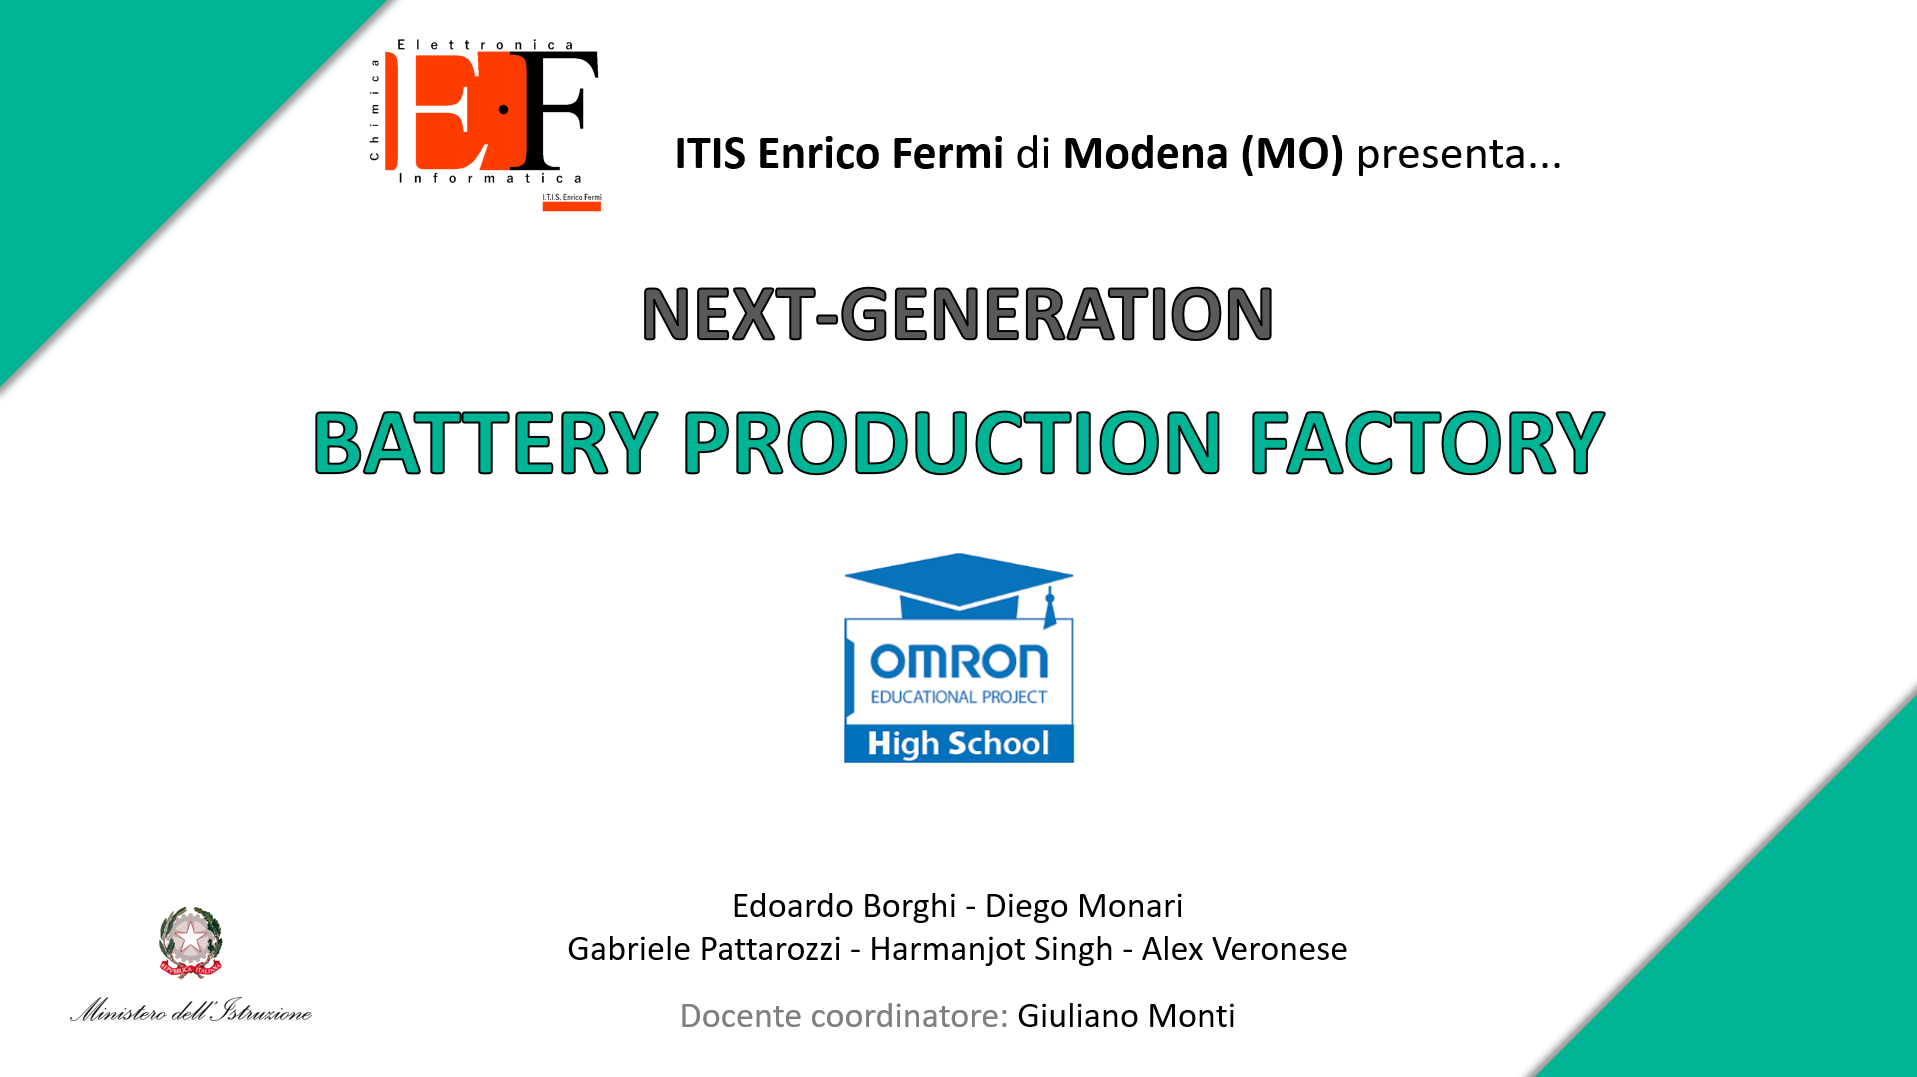 Elettronica
Chimica
E·F
Informatica
I.T.I.S. Enrico Fermi
ITIS Enrico Fermi di Modena (MO) presenta...
NEXT-GENERATION
BATTERY PRODUCTION FACTORY
OMRON
EDUCATIONAL PROJECT
High School
Edoardo Borghi - Diego Monari
Gabriele Pattarozzi - Harmanjot Singh - Alex Veronese
REPVBBLICA ITALIANA
Ministero dell'Istruzione
Docente coordinatore: Giuliano Monti